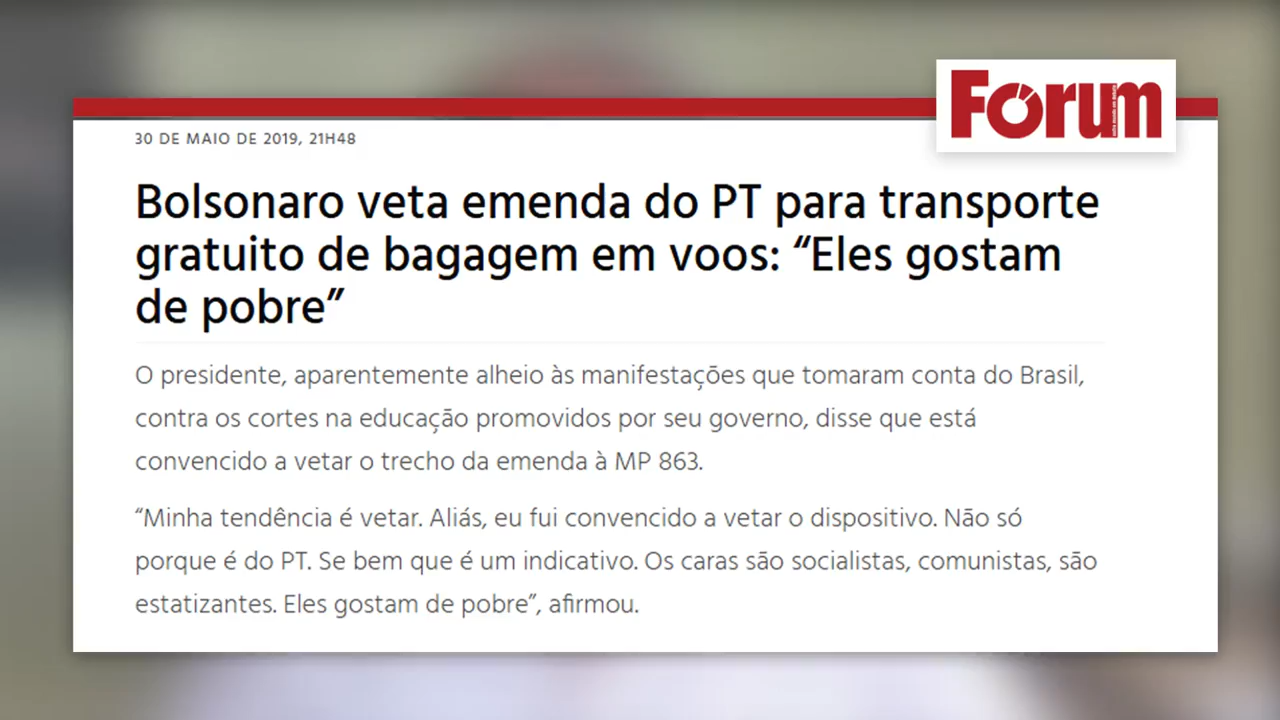 Fórum
30 DE MAIO DE 2019, 21H48
Bolsonaro veta emenda do PT para transporte
gratuito de bagagem em voos: “Eles gostam
de pobre”
O presidente, aparentemente alheio às manifestações que tomaram conta do Brasil,
contra os cortes na educação promovidos por seu governo, disse que está
convencido a vetar o trecho da emenda à MP 863.
“Minha tendência é vetar. Aliás, eu fui convencido a vetar o dispositivo. Não só
porque é do PT. Se bem que é um indicativo. Os caras são socialistas, comunistas, são
estatizantes. Eles gostam de pobre”, afirmou.